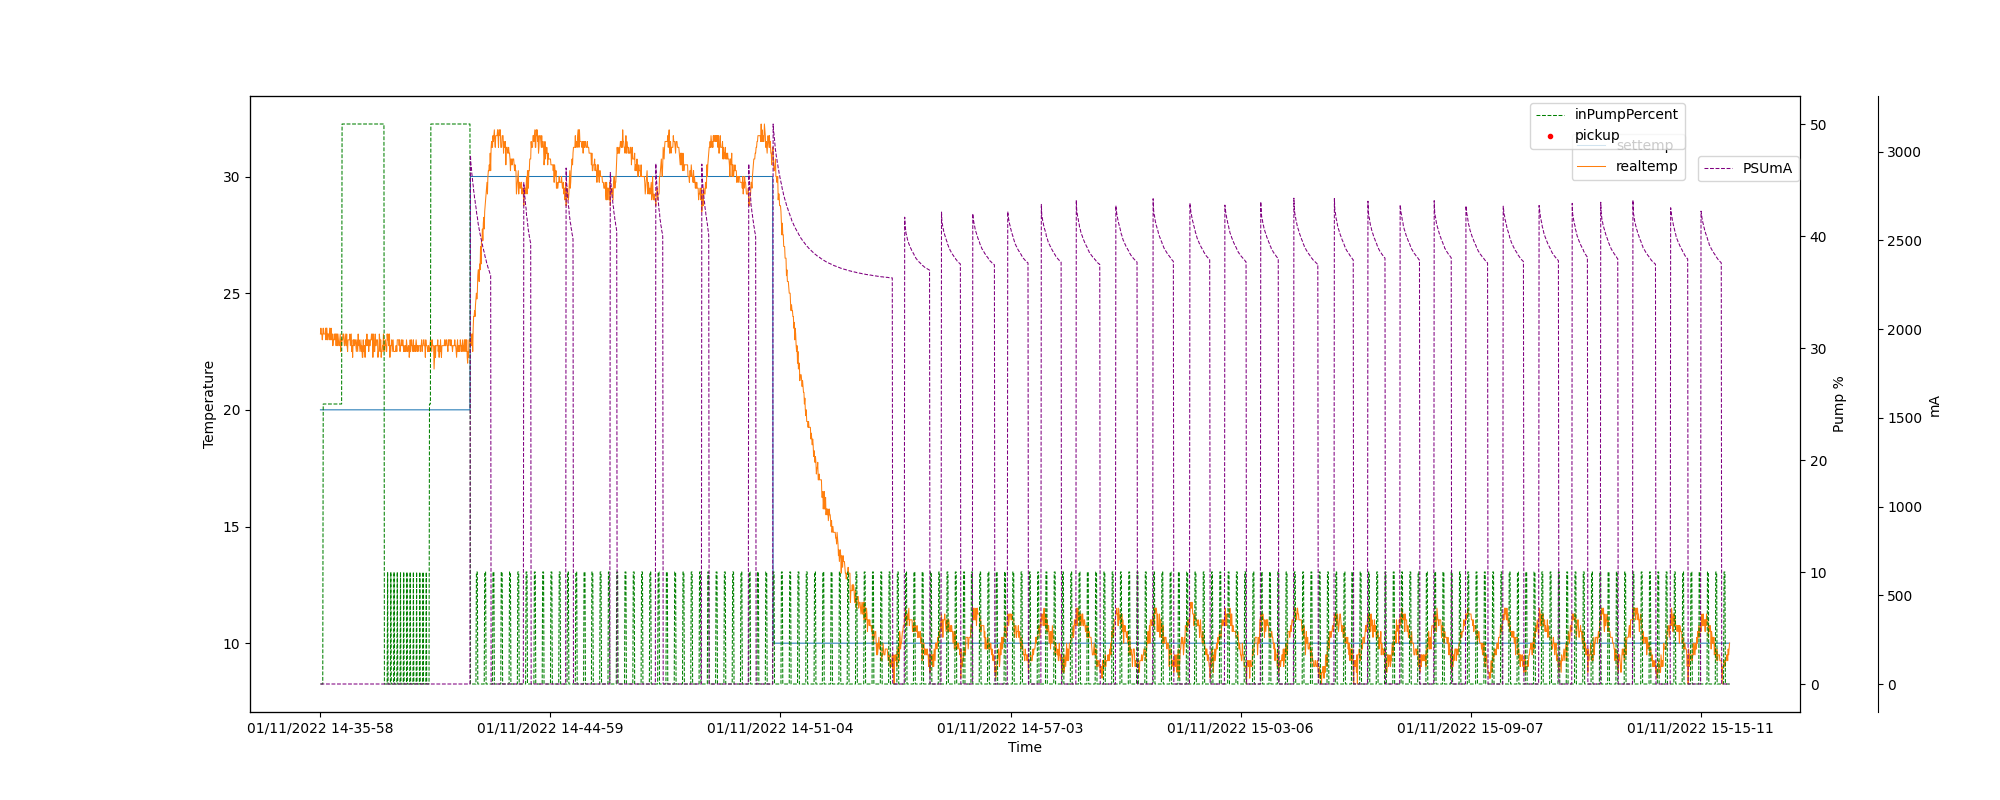 inPumpPercent
pickup
settemp
realtemp
PSUmA
30
25
20
15
10
Temperature
50
40
30
20
10
0
Pump %
3000
2500
2000
1500
1000
500
0
mA
01/11/2022 14-35-58
01/11/2022 14-44-59
01/11/2022 14-51-04
01/11/2022 14-57-03
01/11/2022 15-03-06
01/11/2022 15-09-07
01/11/2022 15-15-11
Time